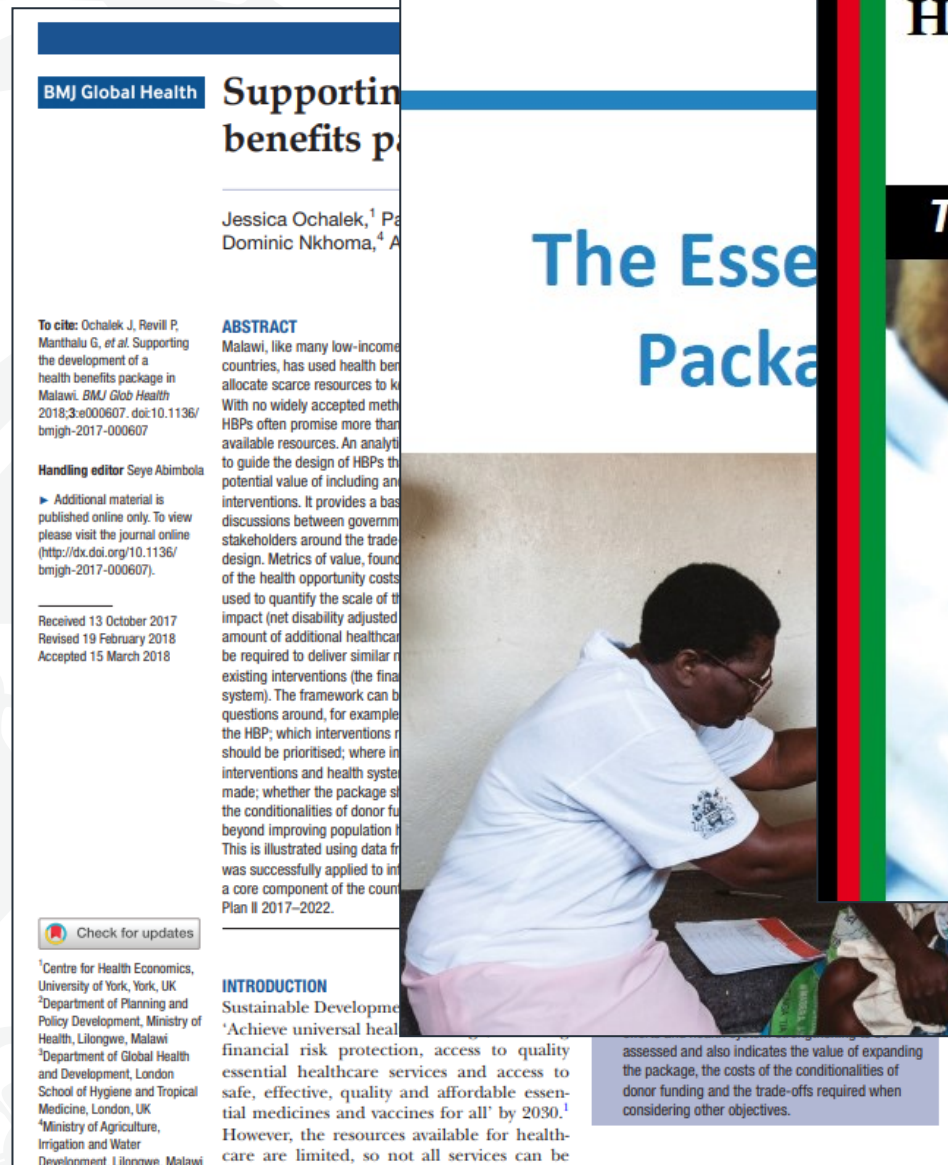 BMJ Global Health
Supportin
benefits pa
Jessica Ochalek,1 Pa
Dominic Nkhoma,4 A
To cite: Ochalek J, Revill P,
Manthalu G, et al. Supporting
the development of a
health benefits package in
Malawi. BMJ Glob Health
2018;3:e000607. doi:10.1136/
bmjgh-2017-000607
Handling editor Seye Abimbola
► Additional material is
published online only. To view
please visit the journal online
(http://dx.doi.org/10.1136/
bmjgh-2017-000607).
Received 13 October 2017
Revised 19 February 2018
Accepted 15 March 2018
Check for updates
1Centre for Health Economics,
University of York, York, UK
2Department of Planning and
Policy Development, Ministry of
Health, Lilongwe, Malawi
3Department of Global Health
and Development, London
School of Hygiene and Tropical
Medicine, London, UK
4Ministry of Agriculture,
Irrigation and Water
Development, Lilongwe, Malawi
ABSTRACT
Malawi, like many low-income
countries, has used health ben
allocate scarce resources to k
With no widely accepted meth
HBPs often promise more than
available resources. An analyti
to guide the design of HBPs th
potential value of including an
interventions. It provides a bas
discussions between governm
stakeholders around the trade-
design. Metrics of value, found
of the health opportunity costs
used to quantify the scale of th
impact (net disability adjusted
amount of additional healthcar
be required to deliver similar n
existing interventions (the fina
system). The framework can b
questions around, for example
the HBP; which interventions r
should be prioritised; where in
interventions and health syste
made; whether the package sh
the conditionalities of donor fu
beyond improving population h
This is illustrated using data fr
was successfully applied to inf
a core component of the count
Plan II 2017–2022.
INTRODUCTION
Sustainable Developme
'Achieve universal heal
financial risk protection, access to quality
essential healthcare services and access to
safe, effective, quality and affordable essen-
tial medicines and vaccines for all' by 2030.1
However, the resources available for health-
care are limited, so not all services can be
The Esse
Packa
H
T
assessed and also indicates the value of expanding
the package, the costs of the conditionalities of
donor funding and the trade-offs required when
considering other objectives.